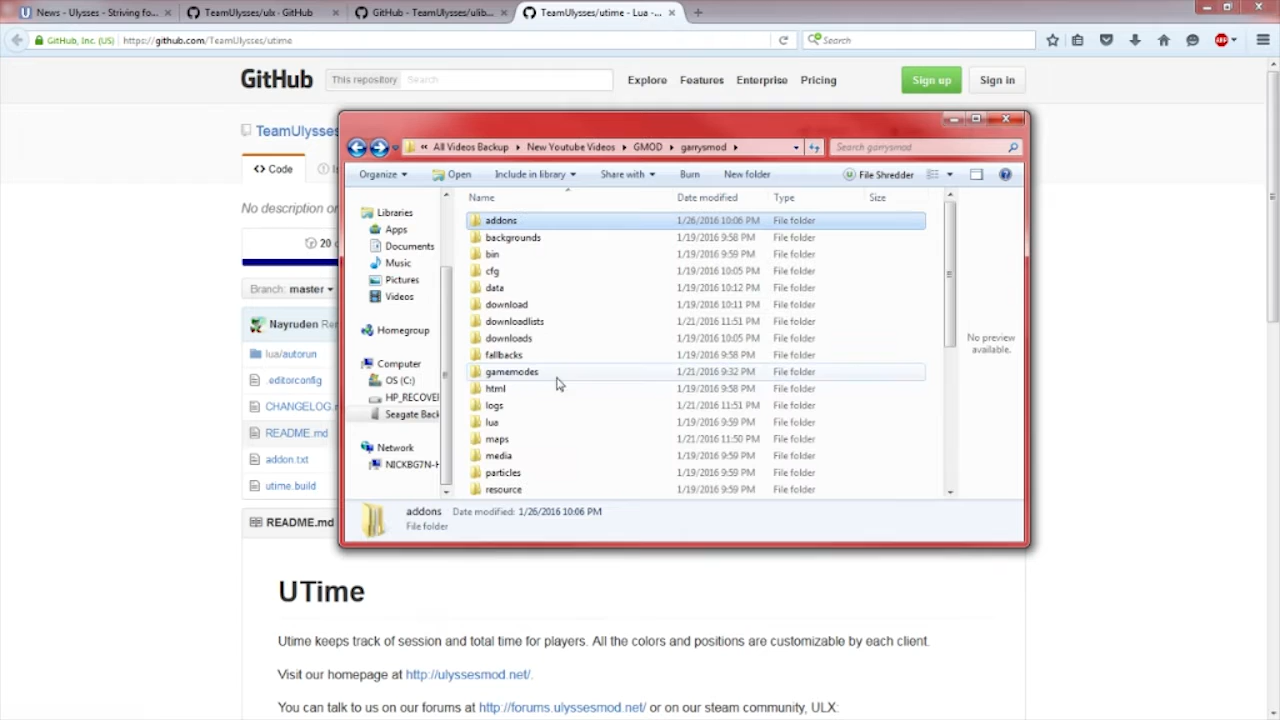 News - Ulysses - Striving fo...
TeamUlysses/ulx · GitHub
GitHub - TeamUlysses/ulib...
TeamUlysses/utime - Lua -...
GitHub, Inc. (US)
https://github.com/TeamUlysses/utime
Search
GitHub
This repository
Search
Explore
Features
Enterprise
Pricing
Sign up
Sign in
TeamUlysses
Code
No description or
20
Branch: master
Nayruden
lua/autorun
.editorconfig
CHANGELOG
README.md
addon.txt
utime.build
README.md
« All Videos Backup
New Youtube Videos
GMOD
garrysmod
Search garrysmod
Organize
Open
Include in library
Share with
Burn
New folder
File Shredder
Libraries
Apps
Documents
Music
Pictures
Videos
Homegroup
Computer
OS (C:)
HP_RECOVE
Seagate Back
Network
NICKBG7N-H
Name Date modified Type Size
addons 1/26/2016 10:06 PM File folder
backgrounds 1/19/2016 9:58 PM File folder
bin 1/19/2016 9:59 PM File folder
cfg 1/19/2016 10:05 PM File folder
data 1/19/2016 10:12 PM File folder
download 1/19/2016 10:11 PM File folder
downloadlists 1/21/2016 11:51 PM File folder
downloads 1/19/2016 10:05 PM File folder
fallbacks 1/19/2016 9:58 PM File folder
gamemodes 1/21/2016 9:32 PM File folder
html 1/19/2016 9:58 PM File folder
logs 1/21/2016 11:51 PM File folder
lua 1/19/2016 9:59 PM File folder
maps 1/21/2016 11:50 PM File folder
media 1/19/2016 9:59 PM File folder
particles 1/19/2016 9:59 PM File folder
resource 1/19/2016 9:59 PM File folder
No preview
available.
addons Date modified: 1/26/2016 10:06 PM
File folder
UTime
Utime keeps track of session and total time for players. All the colors and positions are customizable by each client.
Visit our homepage at http://ulyssesmod.net/.
You can talk to us on our forums at http://forums.ulyssesmod.net/ or on our steam community, ULX: